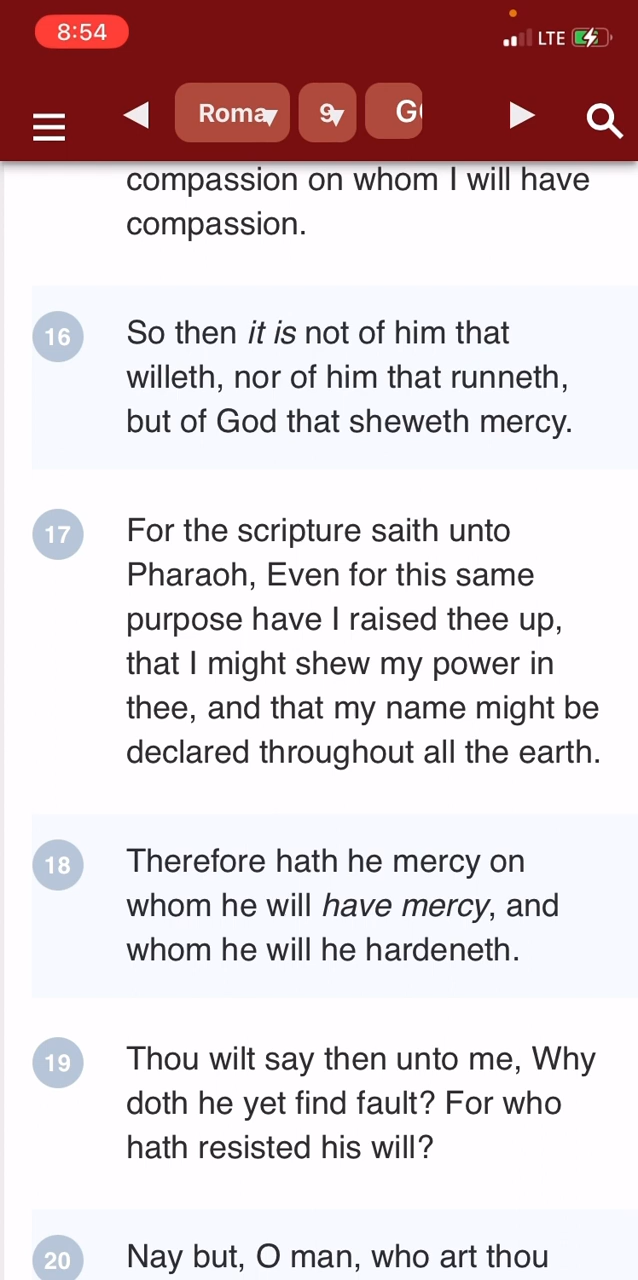 8:54
LTE
Roma
9
G
compassion on whom I will have
compassion.
16
So then it is not of him that
willeth, nor of him that runneth,
but of God that sheweth mercy.
17
For the scripture saith unto
Pharaoh, Even for this same
purpose have I raised thee up,
that I might shew my power in
thee, and that my name might be
declared throughout all the earth.
18
Therefore hath he mercy on
whom he will have mercy, and
whom he will he hardeneth.
19
Thou wilt say then unto me, Why
doth he yet find fault? For who
hath resisted his will?
20
Nay but, O man, who art thou